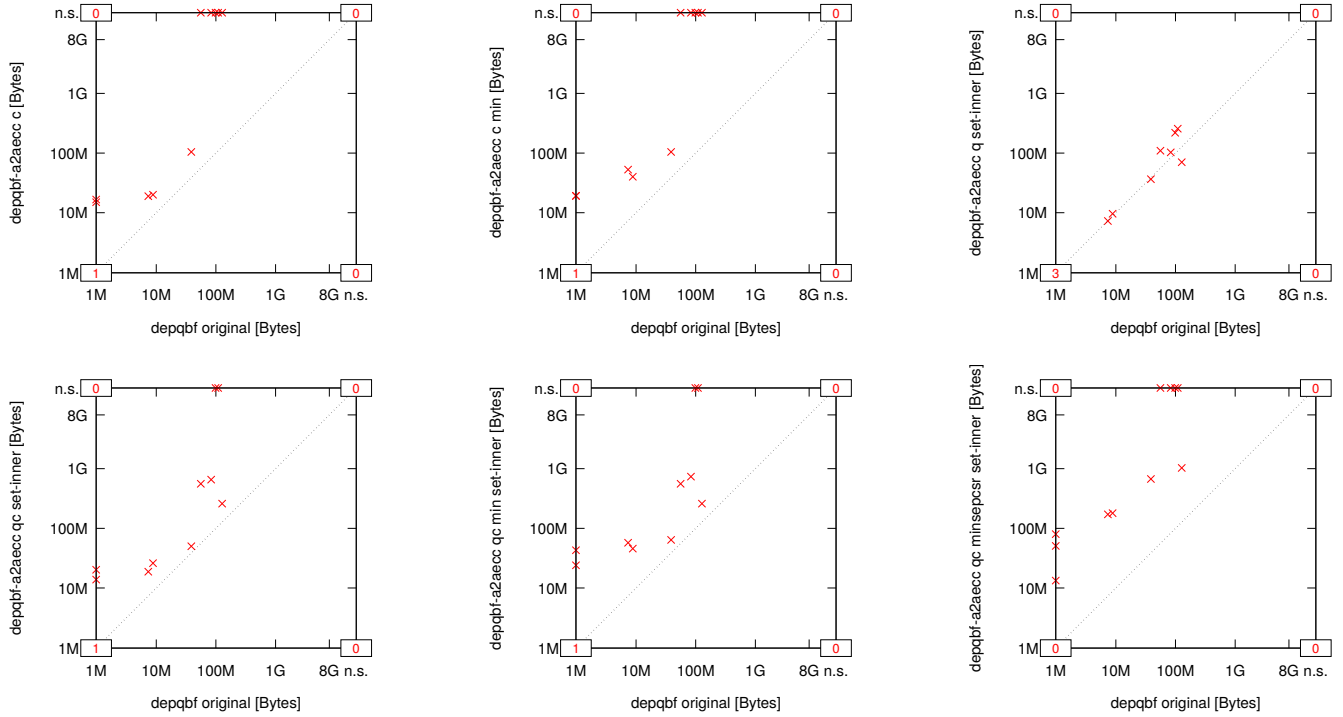 n.s.
0
0
8G
1G
100M
10M
1M
1
0
1M
10M
100M
1G
8G n.s.
depqbf-a2aecc c [Bytes]
depqbf original [Bytes]
n.s.
0
0
8G
1G
100M
10M
1M
1
0
1M
10M
100M
1G
8G n.s.
depqbf-a2aecc c min [Bytes]
depqbf original [Bytes]
n.s.
0
0
8G
1G
100M
10M
1M
3
0
1M
10M
100M
1G
8G n.s.
depqbf-a2aecc q set-inner [Bytes]
depqbf original [Bytes]
n.s.
0
0
8G
1G
100M
10M
1M
1
0
1M
10M
100M
1G
8G n.s.
depqbf-a2aecc qc set-inner [Bytes]
depqbf original [Bytes]
n.s.
0
0
8G
1G
100M
10M
1M
1
0
1M
10M
100M
1G
8G n.s.
depqbf-a2aecc qc min set-inner [Bytes]
depqbf original [Bytes]
n.s.
0
0
8G
1G
100M
10M
1M
0
0
1M
10M
100M
1G
8G n.s.
depqbf-a2aecc qc minsepcsr set-inner [Bytes]
depqbf original [Bytes]